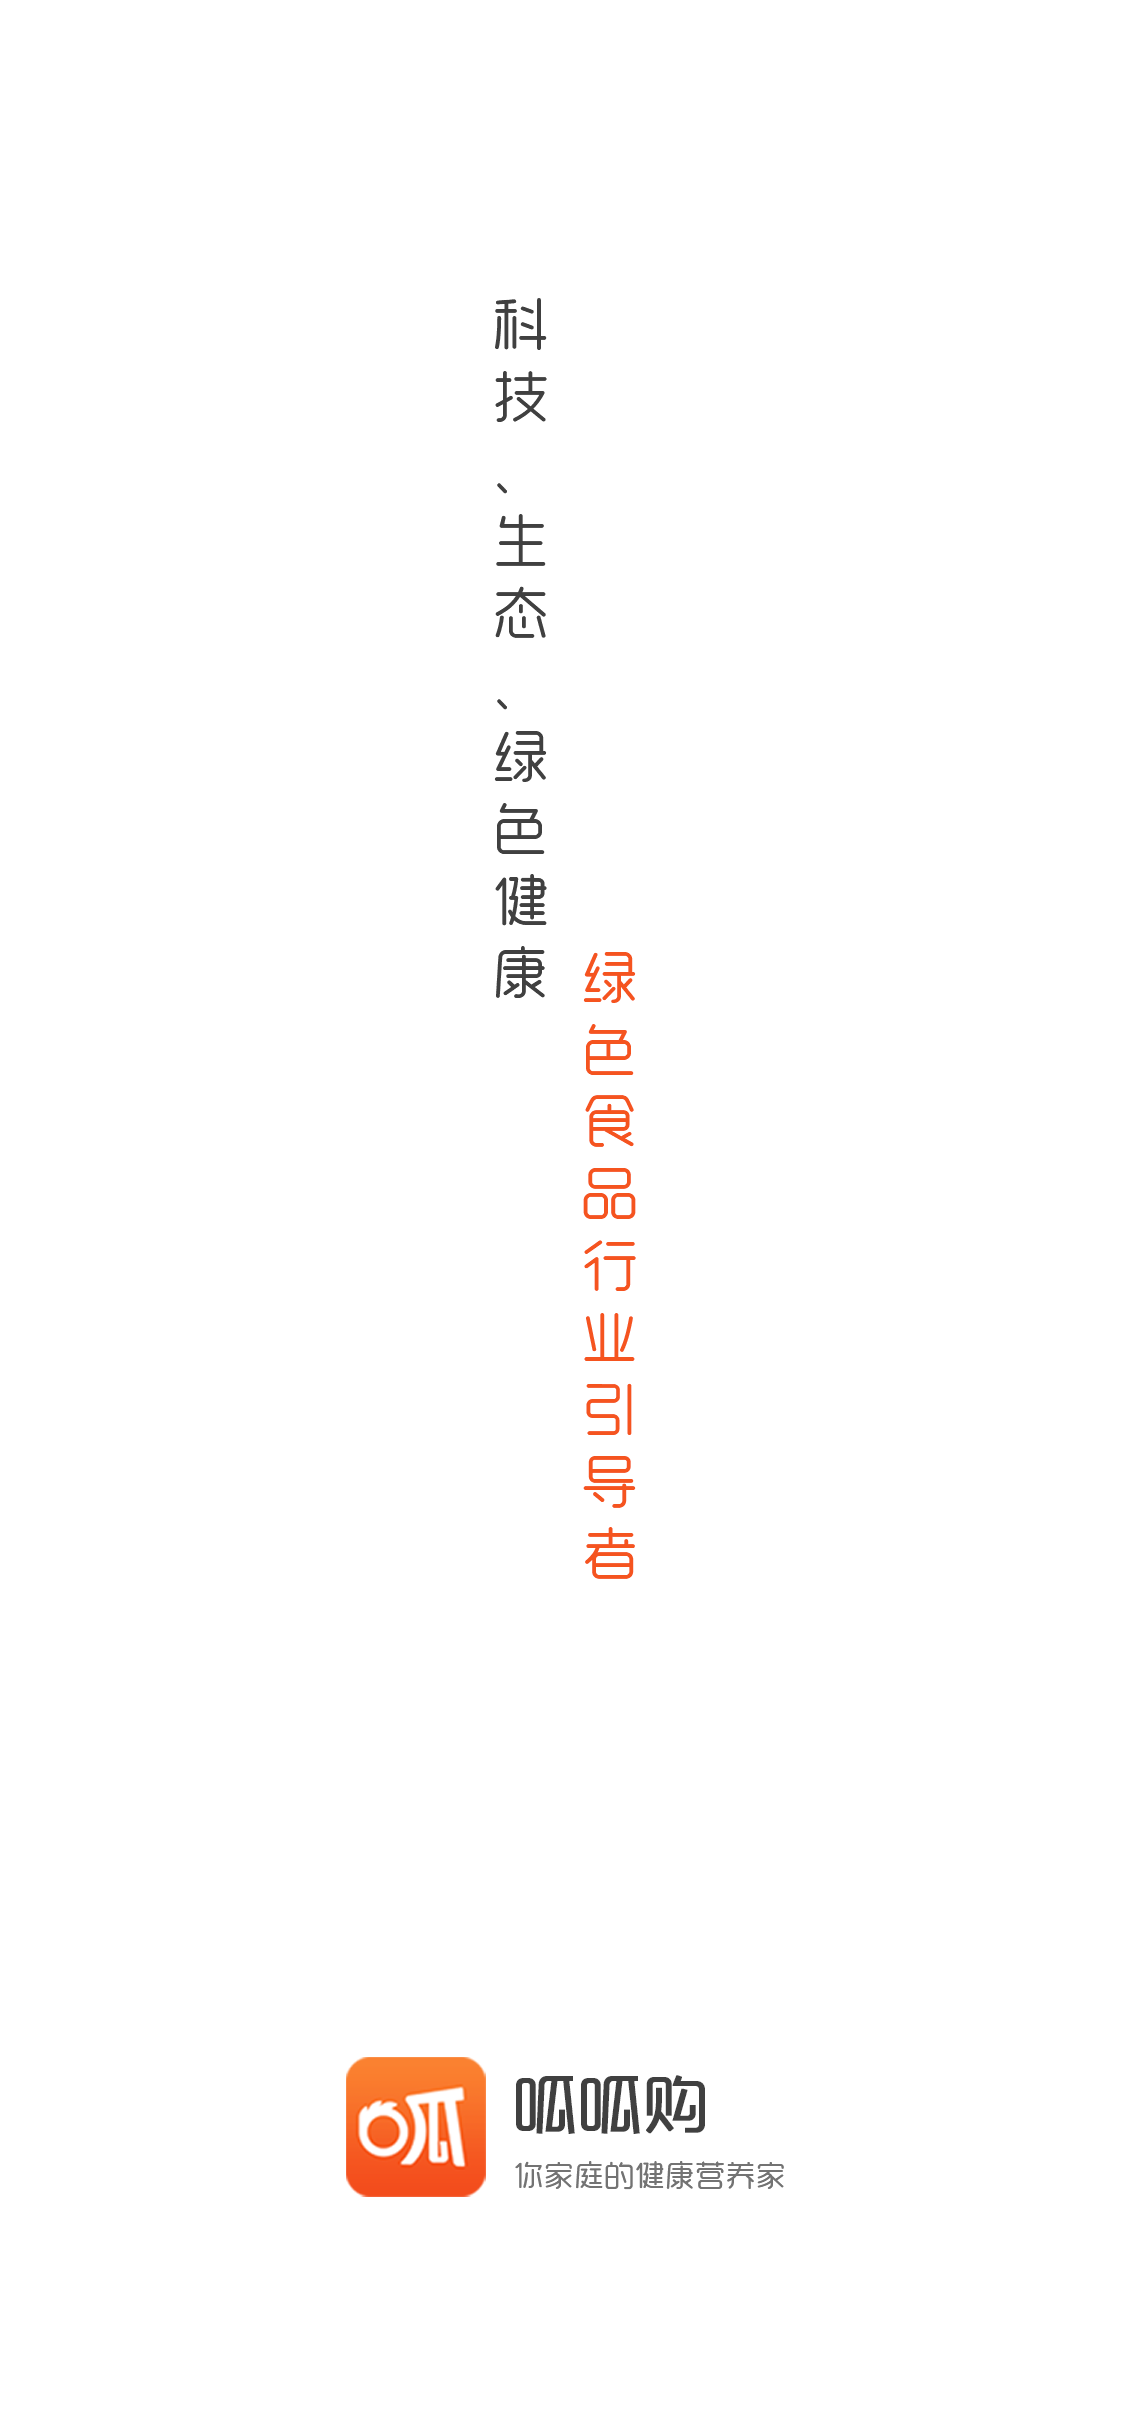 科技、生态、绿色健康
绿色食品行业引导者
呱
呱呱购
你家庭的健康营养家